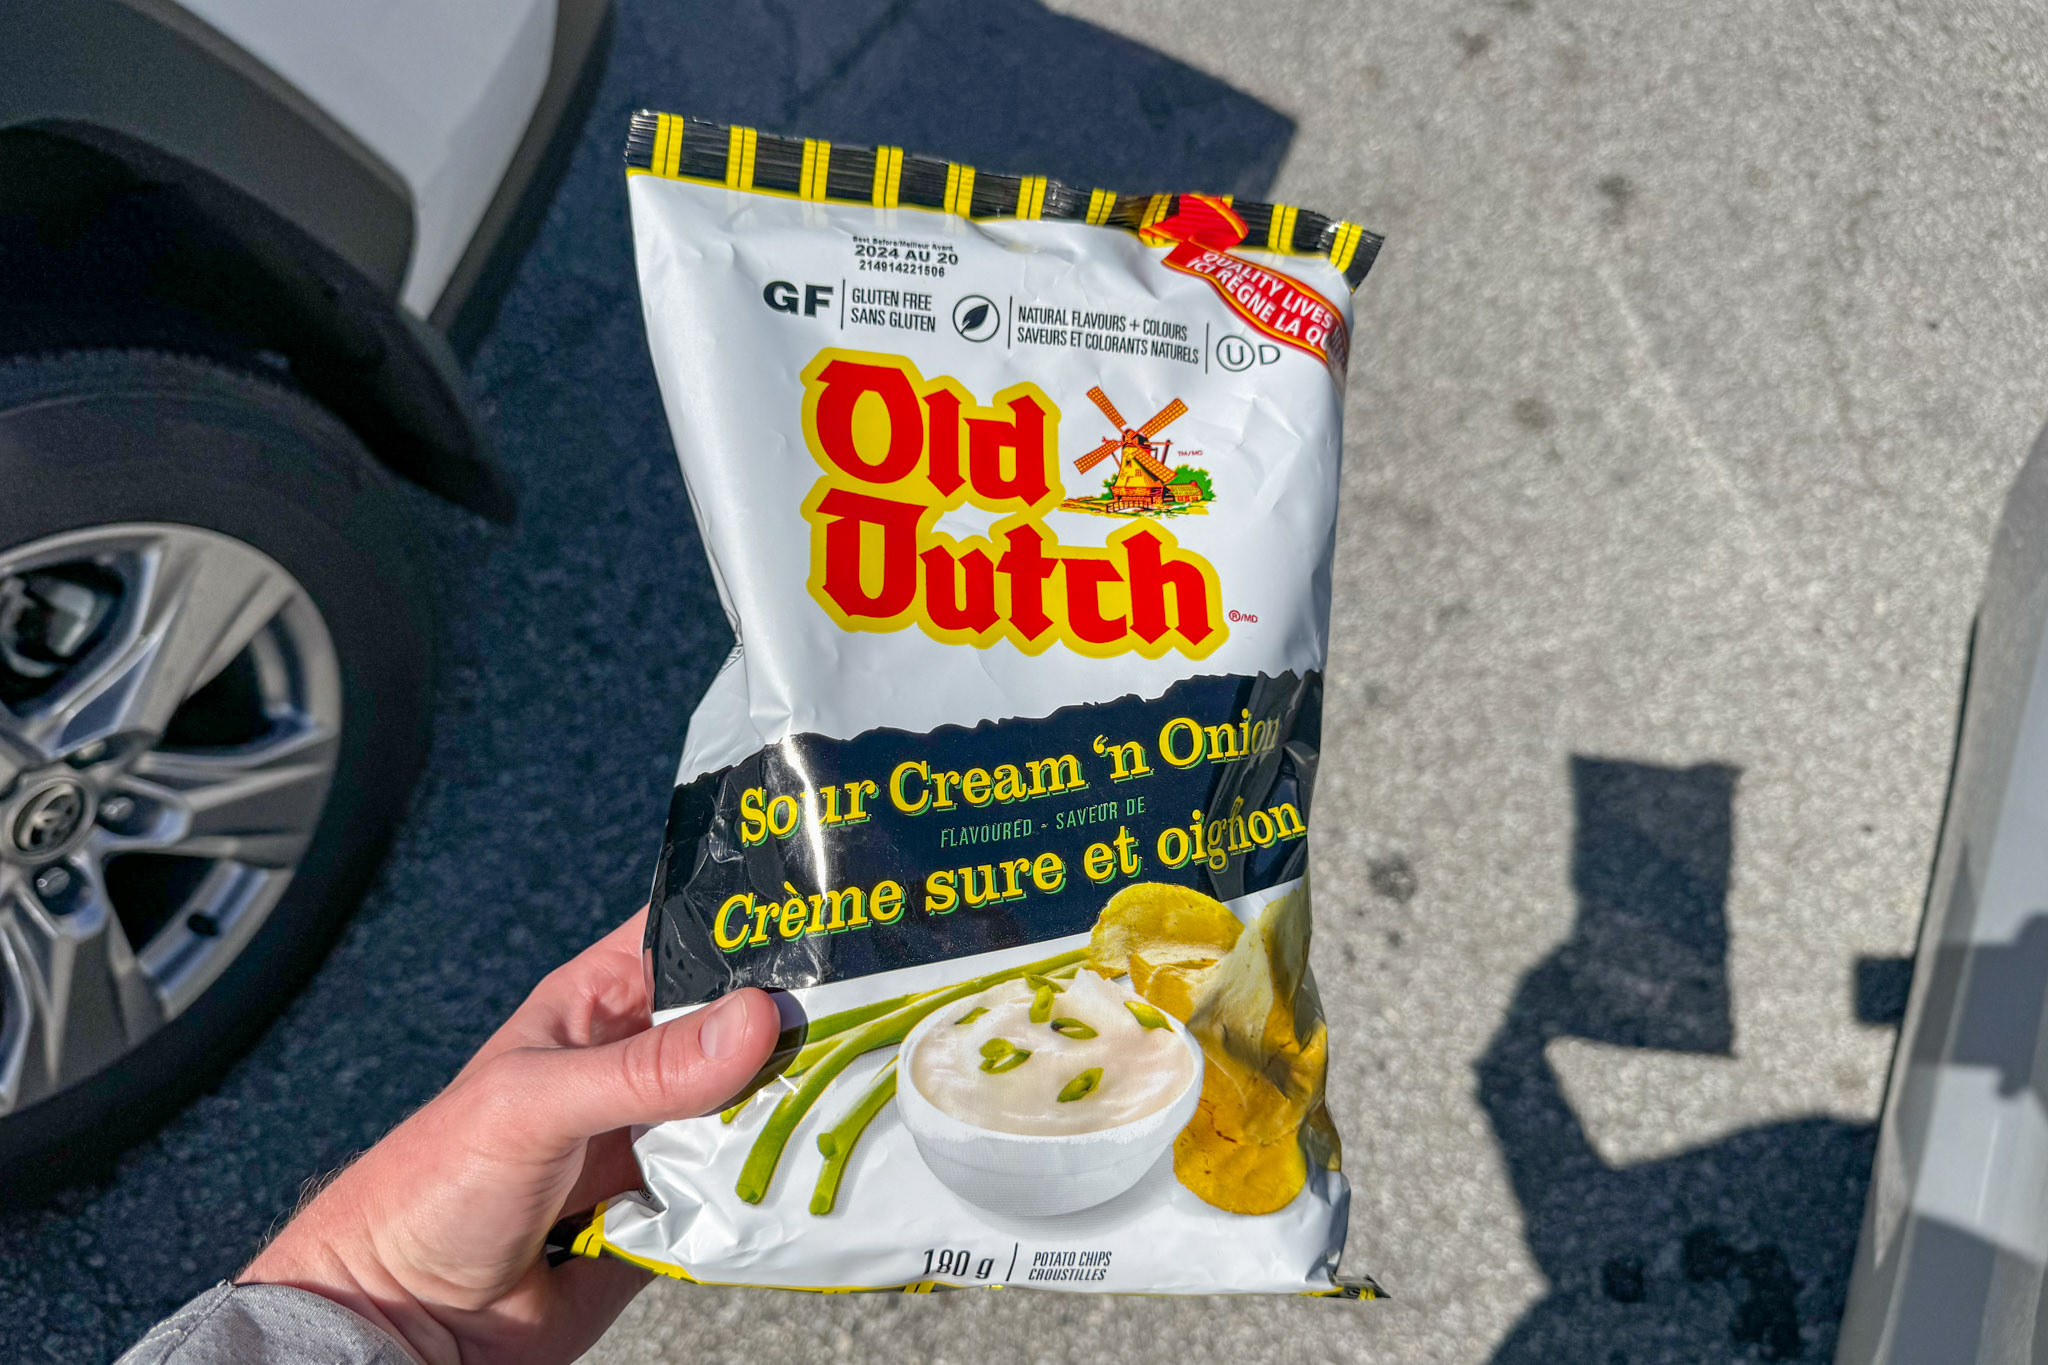 Best Before/Meilleur Avant
2024 AU 20
214914221506
GF
GLUTEN FREE
SANS GLUTEN
NATURAL FLAVOURS + COLOURS
SAVEURS ET COLORANTS NATURELS
U D
QUALITY LIVES
ICI RÈGNE LA
Old
TM/MC
Dutch
®/MD
Sour Cream 'n Onion
FLAVOURED - SAVEUR DE
Crème sure et oignon
180 g
POTATO CHIPS
CROUSTILLES